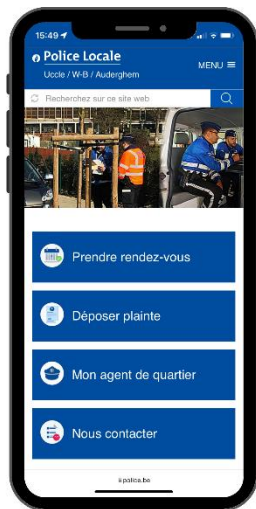 15:49
Police Locale
MENU
Uccle / W-B / Auderghem
Recherchez sur ce site web
Prendre rendez-vous
Déposer plainte
Mon agent de quartier
Nous contacter
police.be